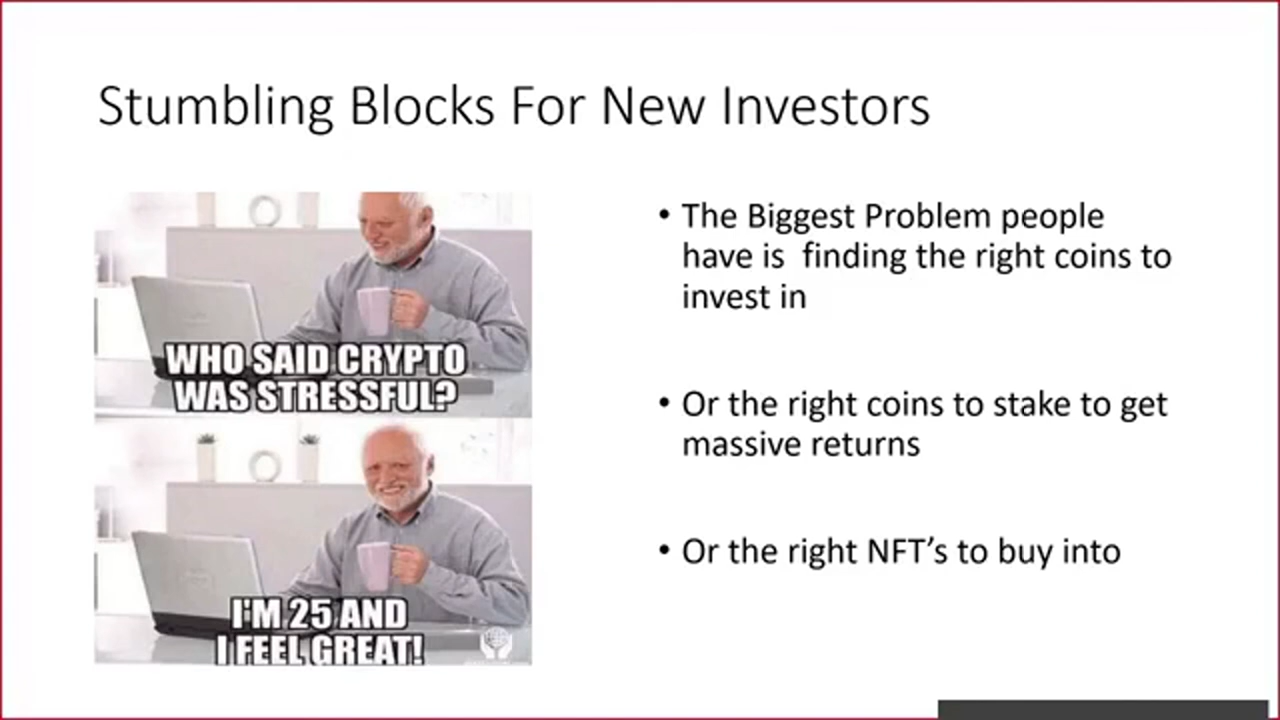 Stumbling Blocks For New Investors
WHO SAID CRYPTO
WAS STRESSFUL?
I'M 25 AND
I FEEL GREAT!
• The Biggest Problem people
have is  finding the right coins to
invest in
• Or the right coins to stake to get
massive returns
• Or the right NFT’s to buy into